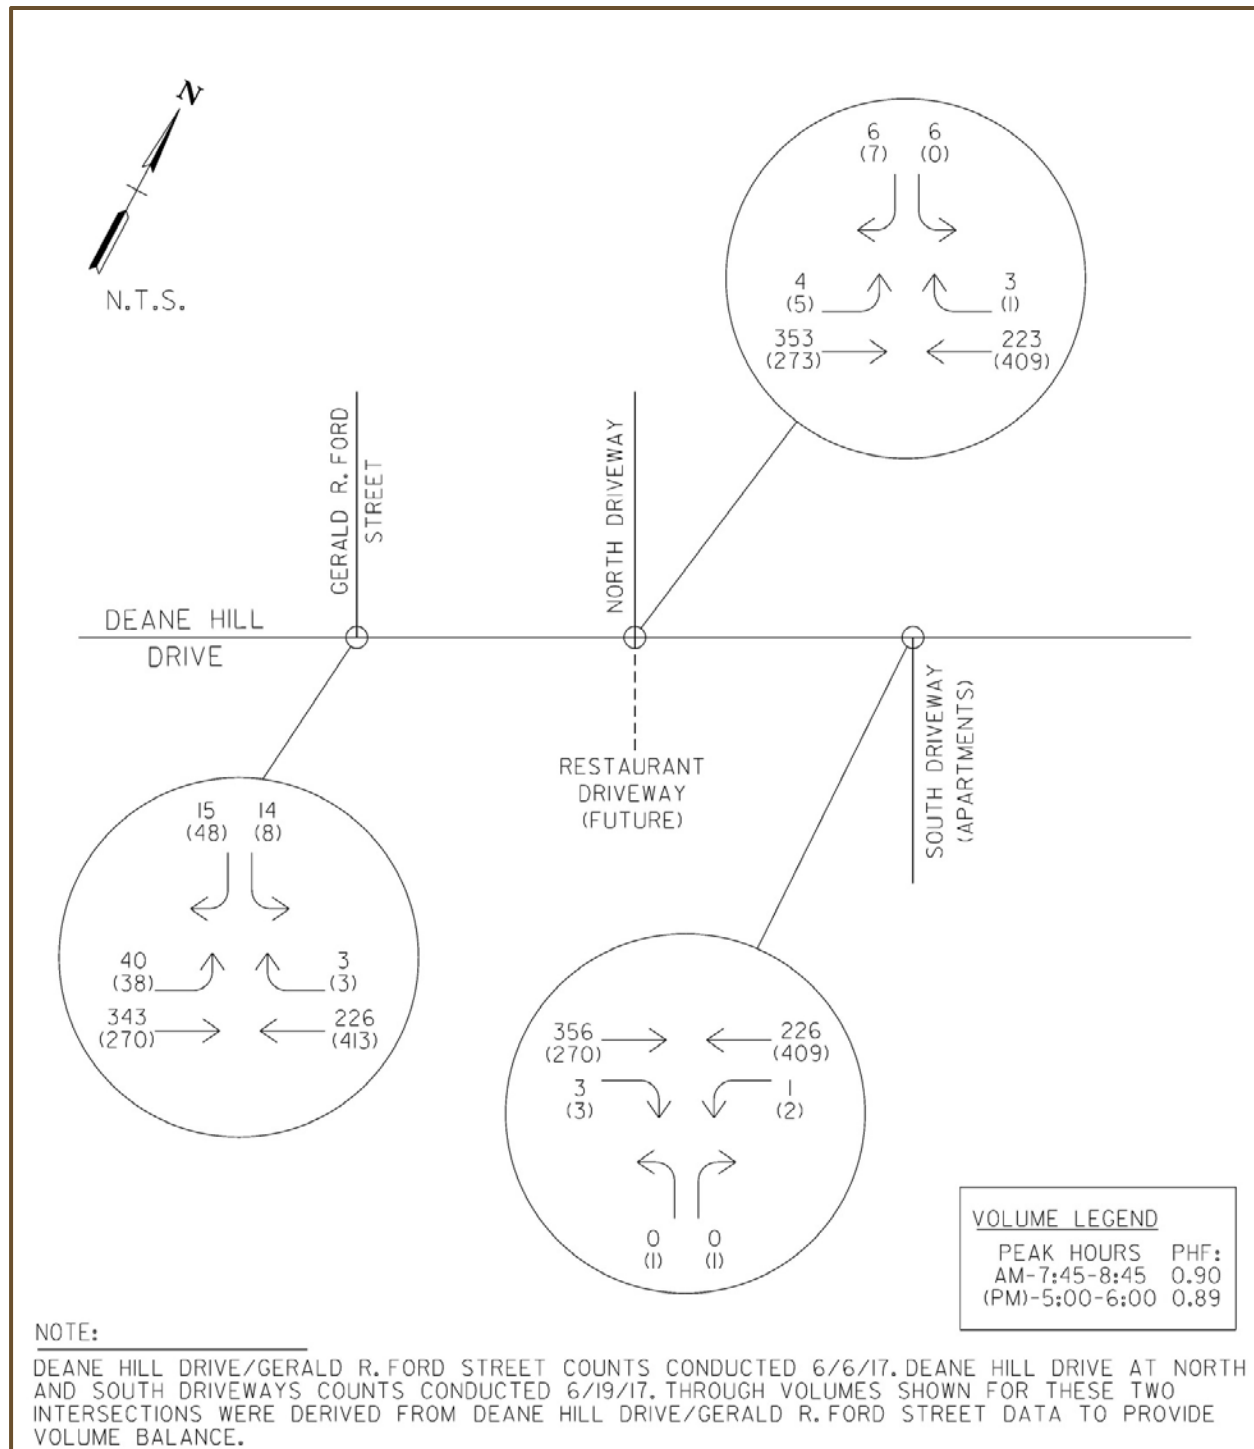 N
N.T.S.
6 6
(7) (0)
4 3
(5) (1)
353 223
(273) (409)
GERALD R. FORD
STREET
NORTH DRIVEWAY
DEANE HILL
DRIVE
RESTAURANT
DRIVEWAY
(FUTURE)
SOUTH DRIVEWAY
(APARTMENTS)
15 14
(48) (8)
40 3
(38) (3)
343 226
(270) (413)
356 226
(270) (409)
3 1
(3) (2)
0 0
(1) (1)
VOLUME LEGEND
PEAK HOURS PHF:
AM-7:45-8:45 0.90
(PM)-5:00-6:00 0.89
NOTE:
DEANE HILL DRIVE/GERALD R. FORD STREET COUNTS CONDUCTED 6/6/17. DEANE HILL DRIVE AT NORTH
AND SOUTH DRIVEWAYS COUNTS CONDUCTED 6/19/17. THROUGH VOLUMES SHOWN FOR THESE TWO
INTERSECTIONS WERE DERIVED FROM DEANE HILL DRIVE/GERALD R. FORD STREET DATA TO PROVIDE
VOLUME BALANCE.